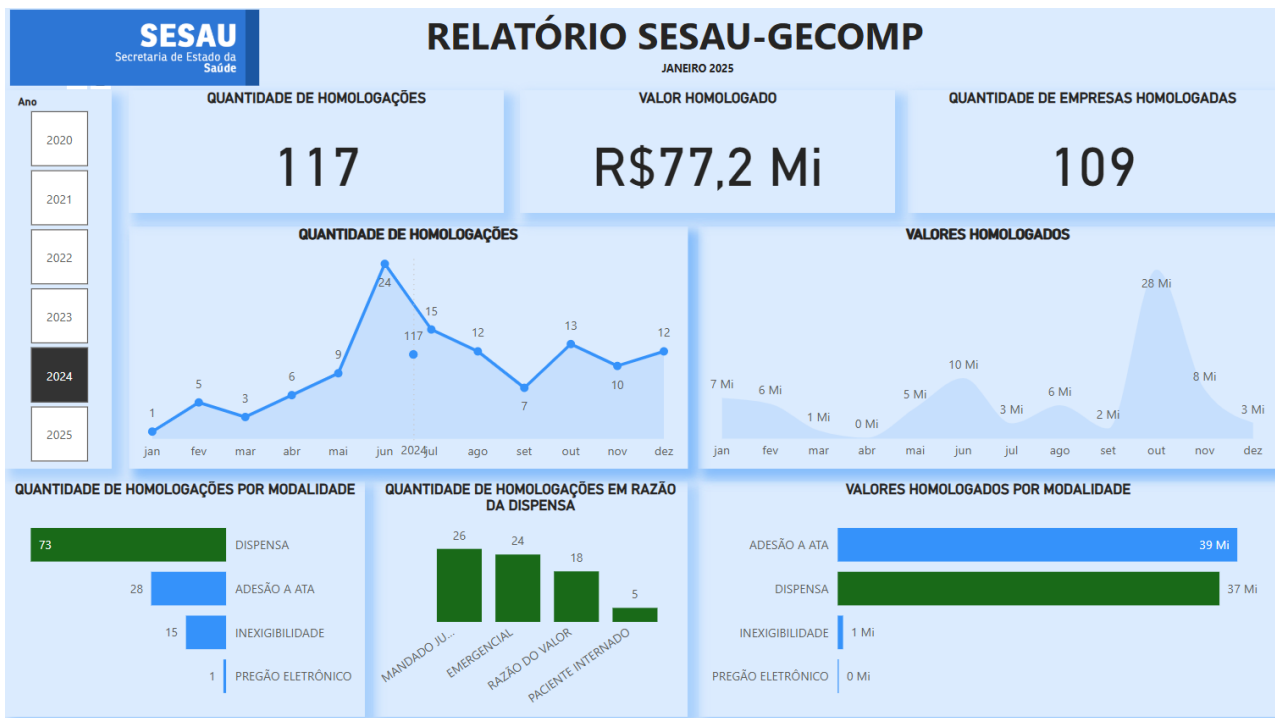 SESAU
Secretaria de Estado da
Saúde
RELATÓRIO SESAU-GECOMP
JANEIRO 2025
Ano
2020
2021
2022
2023
2024
2025
QUANTIDADE DE HOMOLOGAÇÕES
117
VALOR HOMOLOGADO
R$77,2 Mi
QUANTIDADE DE EMPRESAS HOMOLOGADAS
109
QUANTIDADE DE HOMOLOGAÇÕES
1
5
3
6
9
24
117
15
12
7
13
10
12
jan fev mar abr mai jun 2024 jul ago set out nov dez
VALORES HOMOLOGADOS
7 Mi
6 Mi
1 Mi
0 Mi
5 Mi
10 Mi
3 Mi
6 Mi
2 Mi
28 Mi
8 Mi
3 Mi
jan fev mar abr mai jun jul ago set out nov dez
QUANTIDADE DE HOMOLOGAÇÕES POR MODALIDADE
73 DISPENSA
28 ADESÃO A ATA
15 INEXIGIBILIDADE
1 PREGÃO ELETRÔNICO
QUANTIDADE DE HOMOLOGAÇÕES EM RAZÃO
DA DISPENSA
26
24
18
5
MANDADO JU...
EMERGENCIAL
RAZÃO DO VALOR
PACIENTE INTERNADO
VALORES HOMOLOGADOS POR MODALIDADE
ADESÃO A ATA 39 Mi
DISPENSA 37 Mi
INEXIGIBILIDADE 1 Mi
PREGÃO ELETRÔNICO 0 Mi